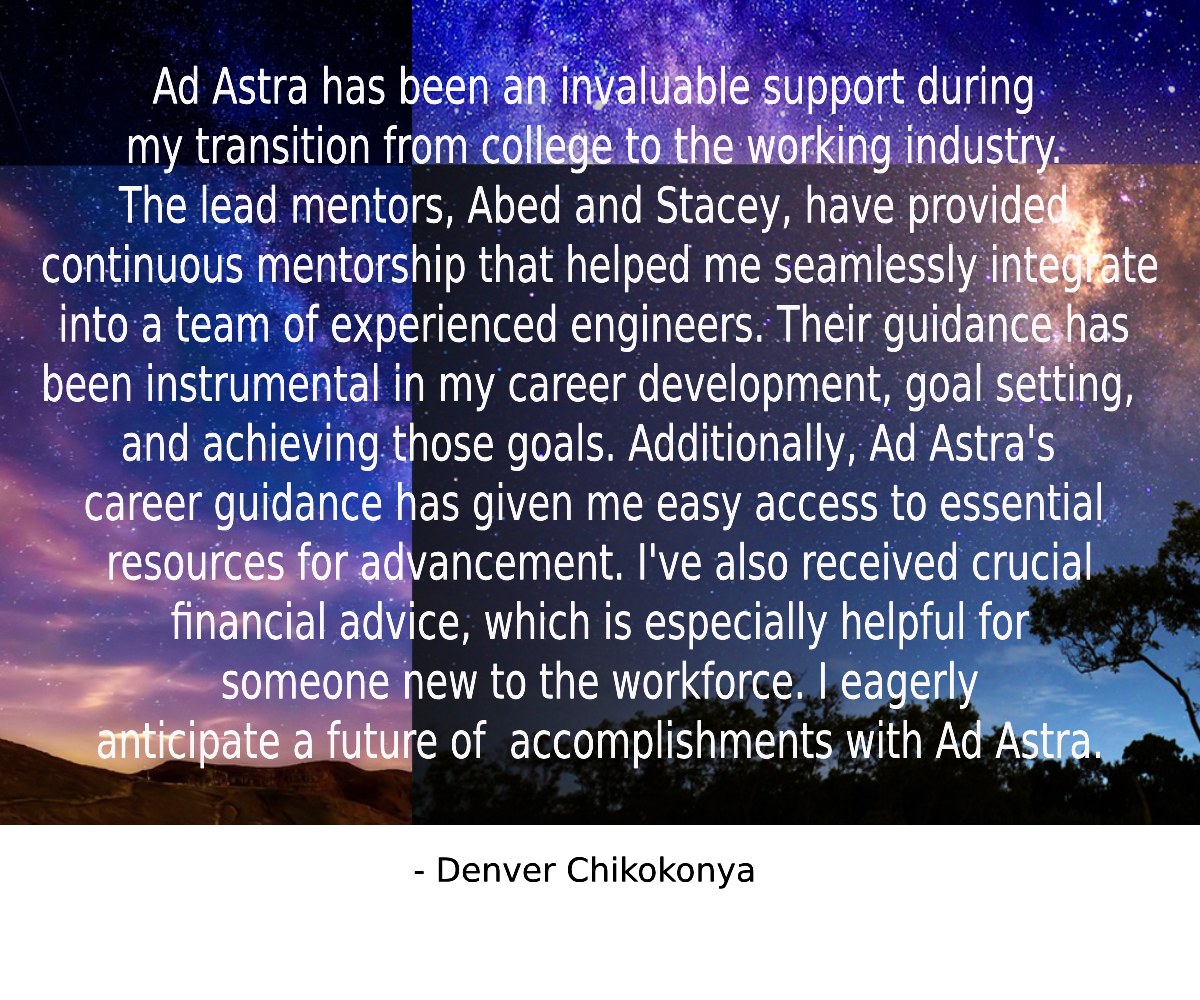 Ad Astra has been an invaluable support during
my transition from college to the working industry.
The lead mentors, Abed and Stacey, have provided
continuous mentorship that helped me seamlessly integrate
into a team of experienced engineers. Their guidance has
been instrumental in my career development, goal setting,
and achieving those goals. Additionally, Ad Astra's
career guidance has given me easy access to essential
resources for advancement. I've also received crucial
financial advice, which is especially helpful for
someone new to the workforce. I eagerly
anticipate a future of  accomplishments with Ad Astra.
- Denver Chikokonya